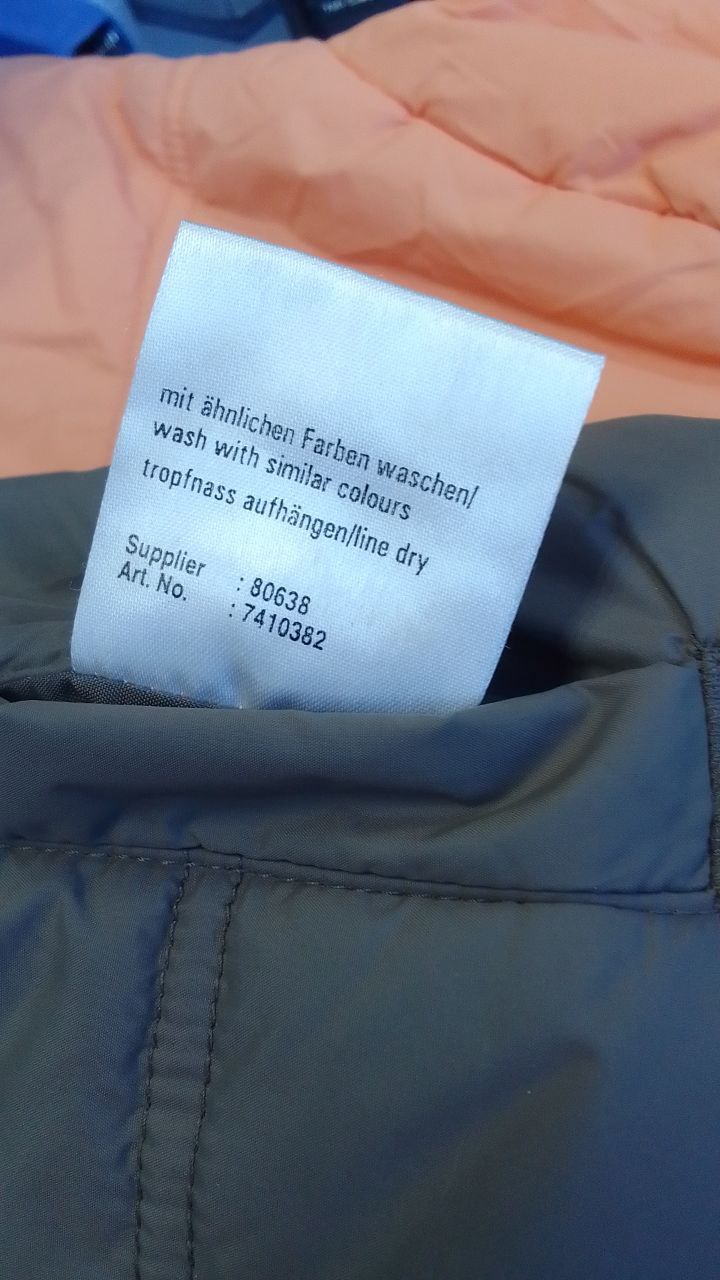 mit ähnlichen Farben waschen/
wash with similar colours
tropfnass aufhängen/line dry
Supplier : 80638
Art. No. : 7410382